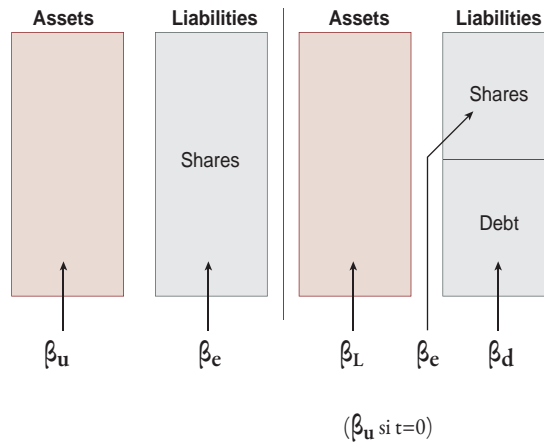 Assets Liabilities Assets Liabilities
Shares
Shares
Debt
βu βe βL βe βd
(βu si t=0)